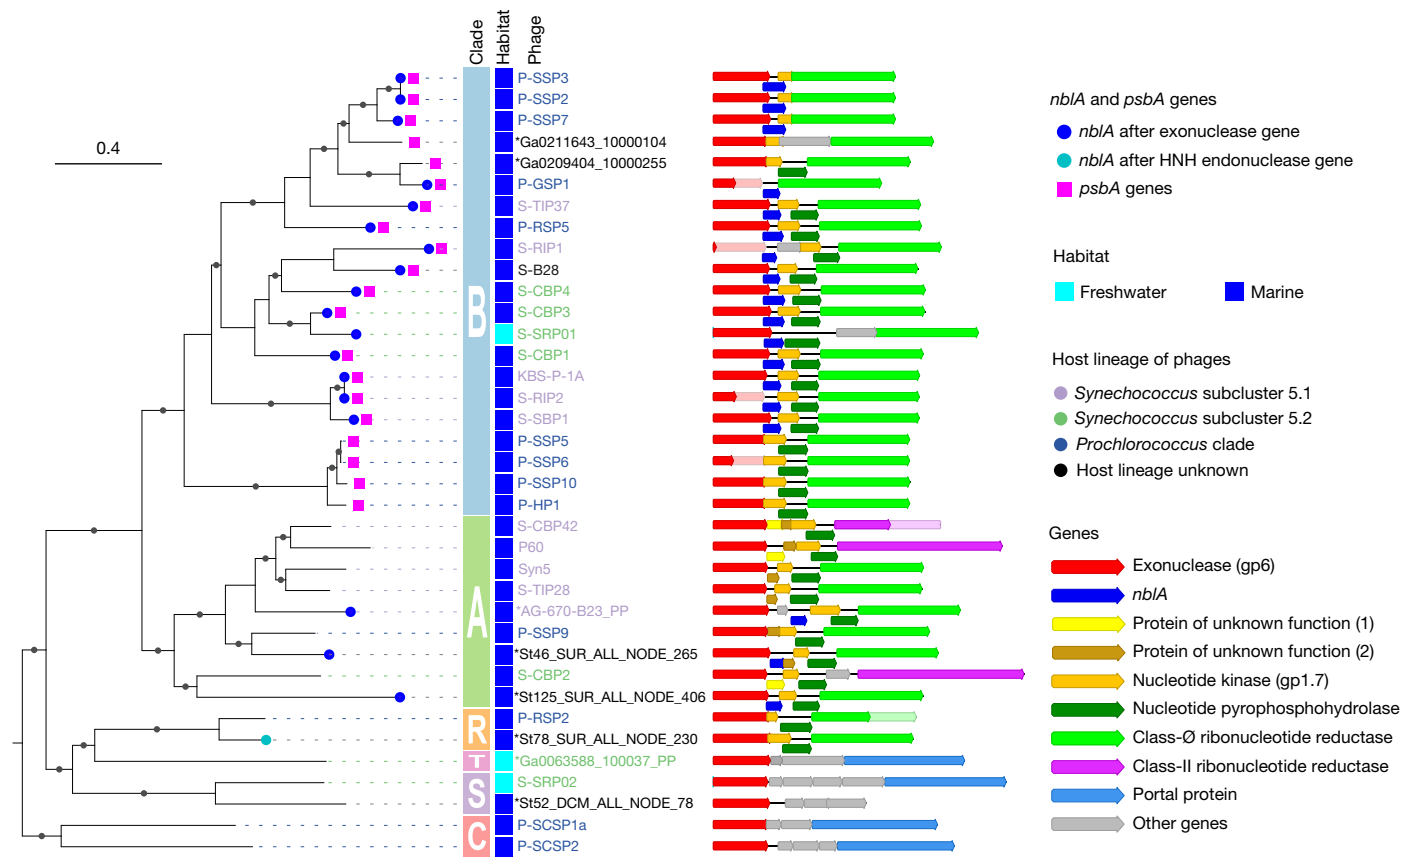 Clade
Habitat
Phage
0.4
P-SSP3
P-SSP2
P-SSP7
*Ga0211643_10000104
*Ga0209404_10000255
P-GSP1
S-TIP37
P-RSP5
S-RIP1
S-B28
S-CBP4
S-CBP3
S-SRP01
S-CBP1
KBS-P-1A
S-RIP2
S-SBP1
P-SSP5
P-SSP6
P-SSP10
P-HP1
S-CBP42
P60
Syn5
S-TIP28
*AG-670-B23_PP
P-SSP9
*St46_SUR_ALL_NODE_265
S-CBP2
*St125_SUR_ALL_NODE_406
P-RSP2
*St78_SUR_ALL_NODE_230
*Ga0063588_100037_PP
S-SRP02
*St52_DCM_ALL_NODE_78
P-SCSP1a
P-SCSP2
B
A
R
T
S
C
nblA and psbA genes
nblA after exonuclease gene
nblA after HNH endonuclease gene
psbA genes
Habitat
Freshwater
Marine
Host lineage of phages
Synechococcus subcluster 5.1
Synechococcus subcluster 5.2
Prochlorococcus clade
Host lineage unknown
Genes
Exonuclease (gp6)
nblA
Protein of unknown function (1)
Protein of unknown function (2)
Nucleotide kinase (gp1.7)
Nucleotide pyrophosphohydrolase
Class-Ø ribonucleotide reductase
Class-II ribonucleotide reductase
Portal protein
Other genes